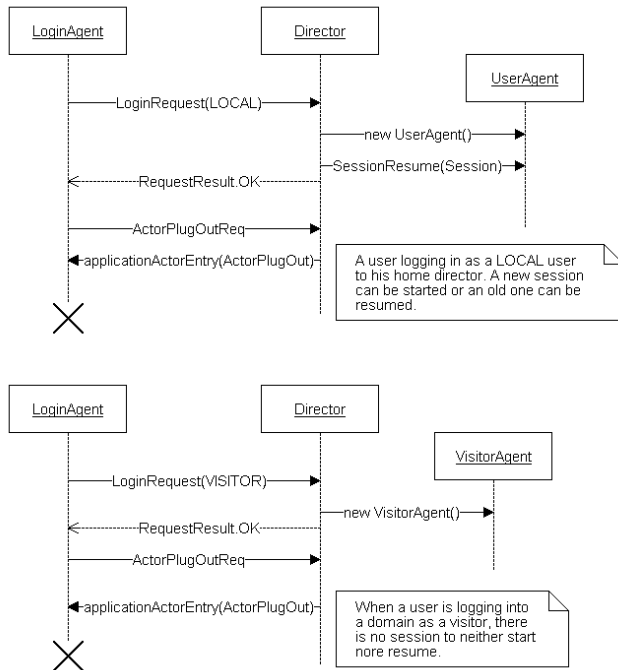 LoginAgent
Director
UserAgent
LoginRequest(LOCAL)
new UserAgent()
SessionResume(Session)
RequestResult.OK
ActorPlugOutReq
applicationActorEntry(ActorPlugOut)
A user logging in as a LOCAL user
to his home director. A new session
can be started or an old one can be
resumed.
LoginAgent
Director
VisitorAgent
LoginRequest(VISITOR)
new VisitorAgent()
RequestResult.OK
ActorPlugOutReq
applicationActorEntry(ActorPlugOut)
When a user is logging into
a domain as a visitor, there
is no session to neither start
nore resume.